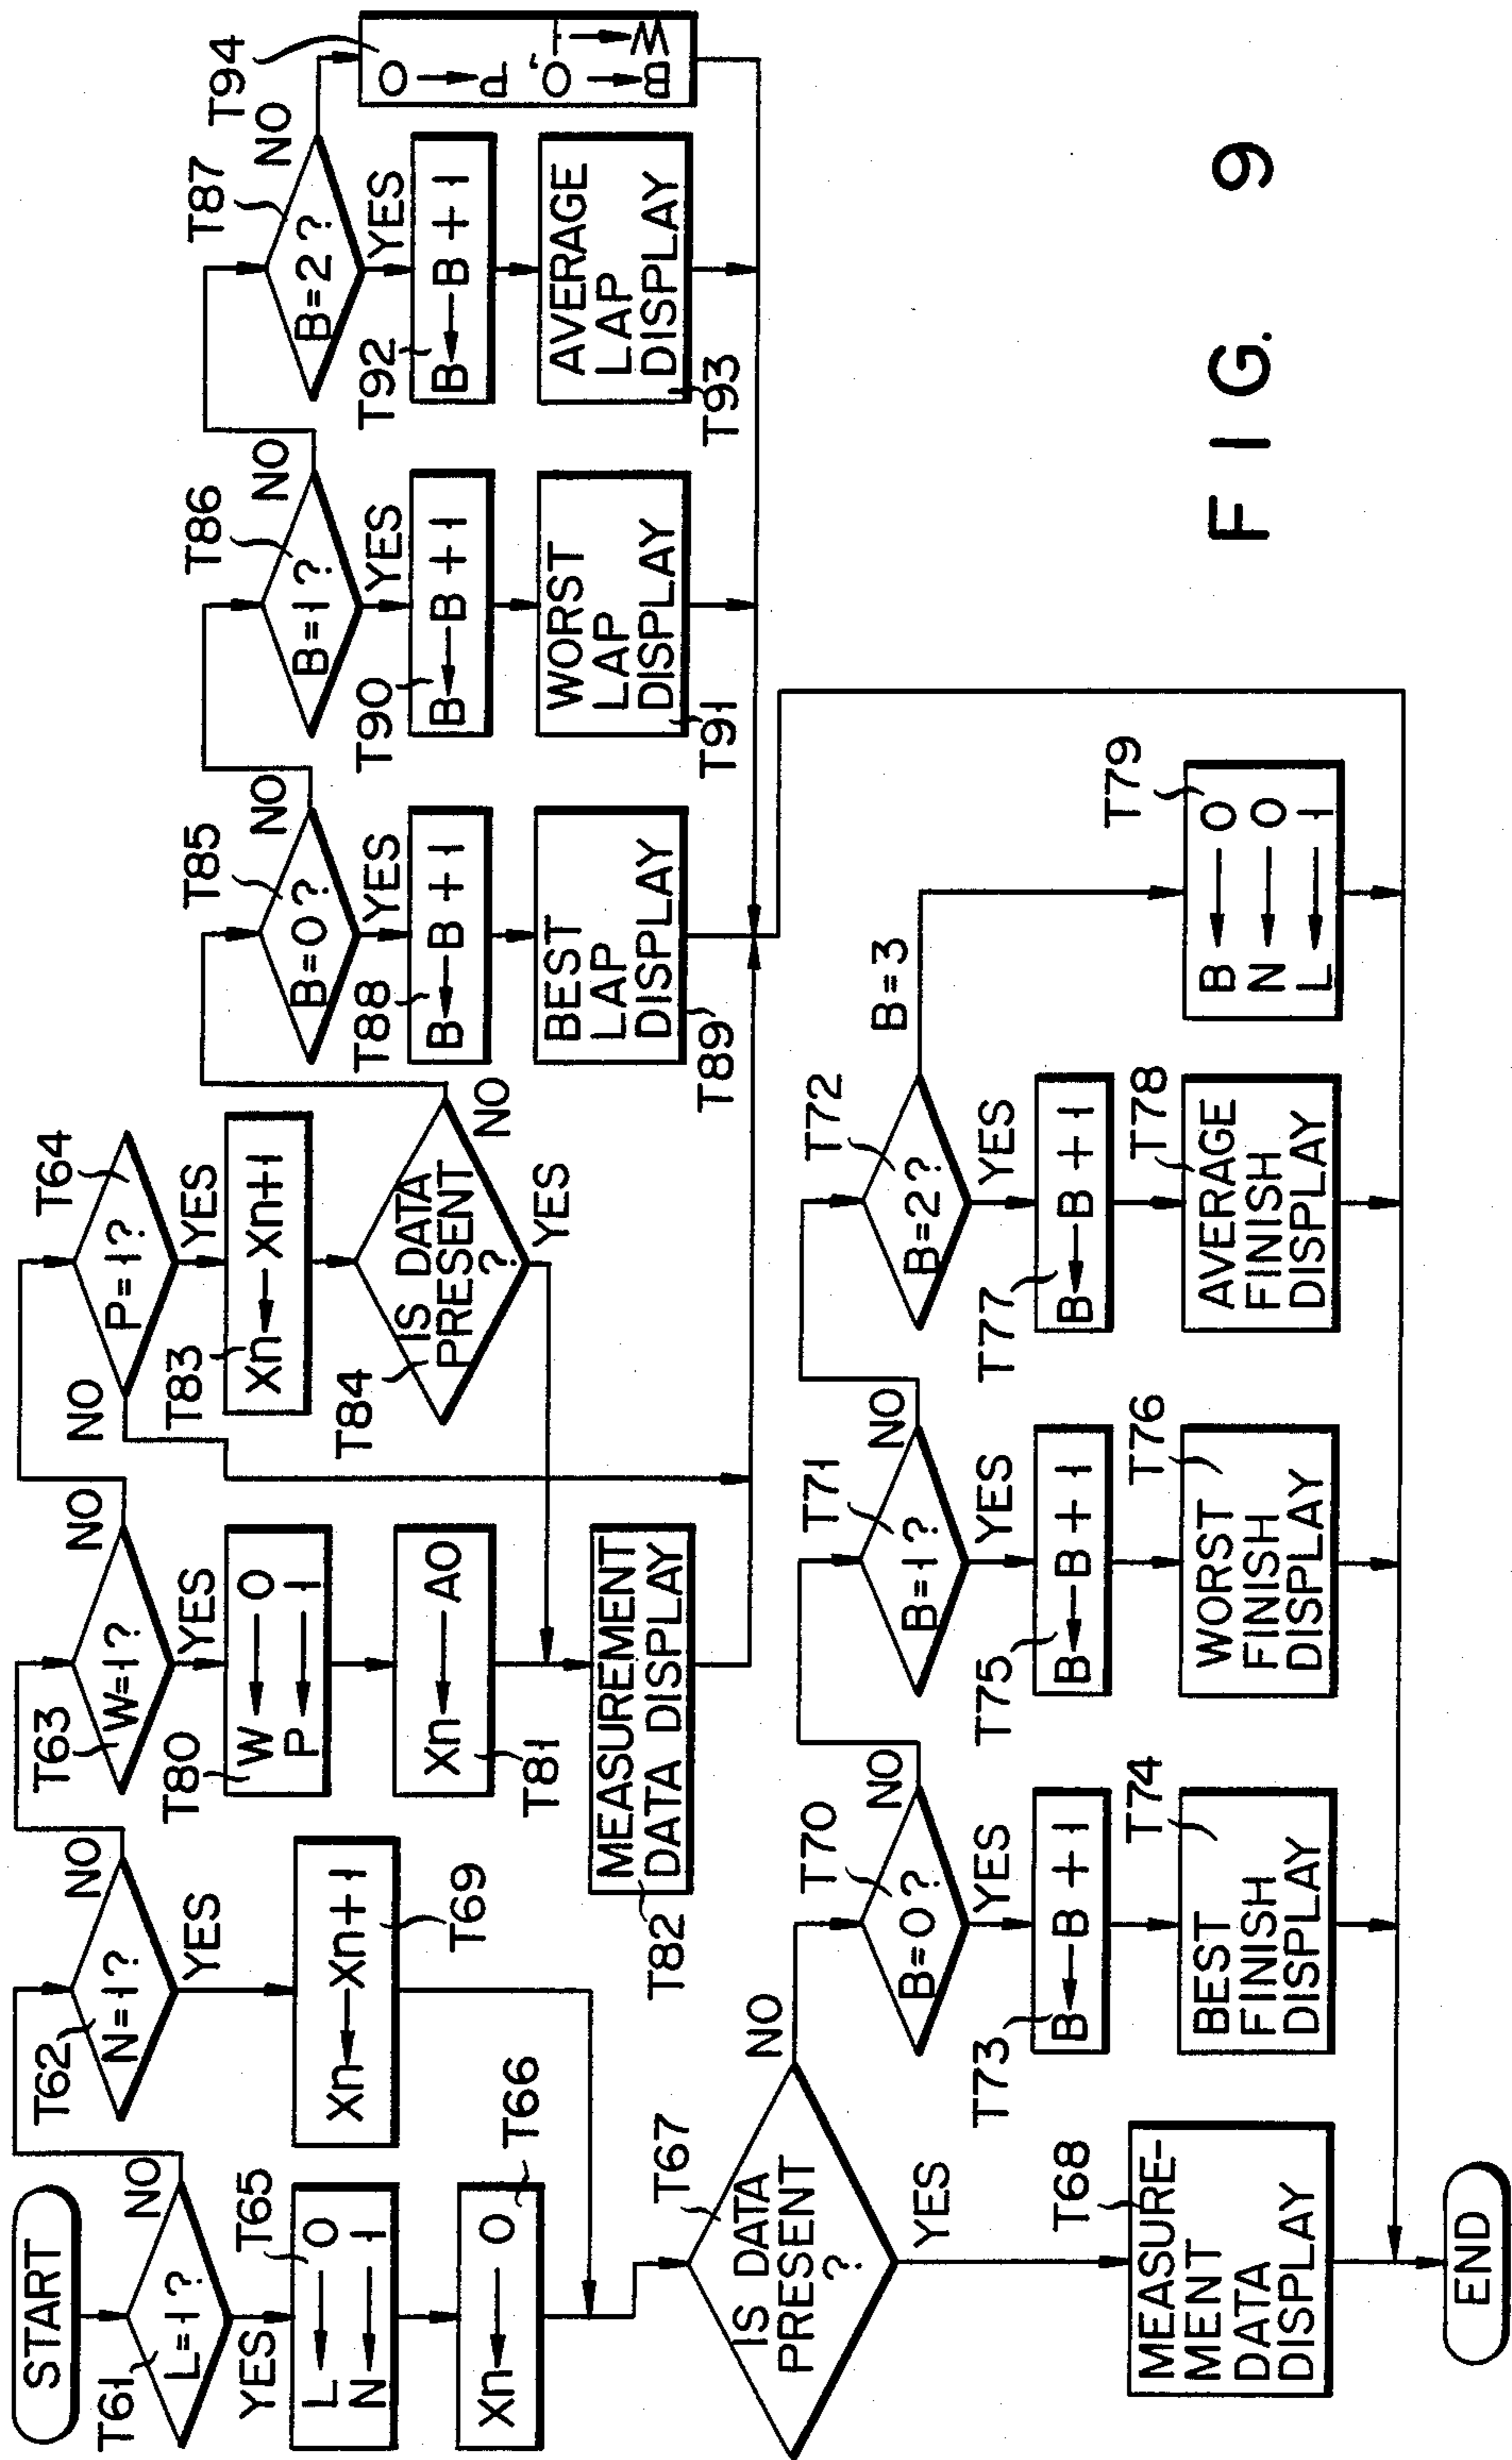 START
T61
L=1?
NO
YES
T65
L←0
N←1
T66
Xn←0
T62
N=1?
NO
YES
Xn←Xn+1
T69
T63
W=1?
NO
YES
T80
W←0
P←1
Xn←A0
T81
MEASUREMENT
DATA DISPLAY
T82
T64
P=1?
NO
YES
T83
Xn←Xn+1
T84
IS DATA
PRESENT
?
NO
YES
T85
B=0?
NO
YES
T88
B←B+1
BEST
LAP
DISPLAY
T89
T86
B=1?
NO
YES
T90
B←B+1
WORST
LAP
DISPLAY
T91
T87
B=2?
NO
YES
T92
B←B+1
AVERAGE
LAP
DISPLAY
T93
T94
B←0, P←0
W←1
T67
IS DATA
PRESENT
?
NO
YES
T68
MEASURE-
MENT
DATA
DISPLAY
T70
B=0?
NO
YES
T73
B←B+1
T74
BEST
FINISH
DISPLAY
T71
B=1?
NO
YES
T75
B←B+1
T76
WORST
FINISH
DISPLAY
T72
B=2?
B=3
YES
T77
B←B+1
T78
AVERAGE
FINISH
DISPLAY
T79
B←0
N←0
L←1
END
FIG. 9